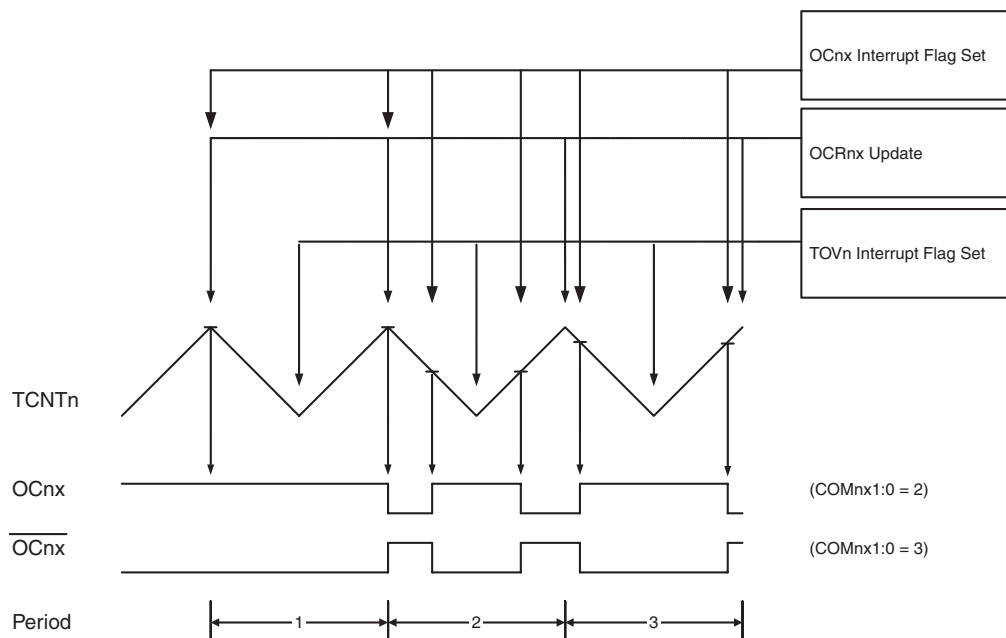 OCnx Interrupt Flag Set
OCRnx Update
TOVn Interrupt Flag Set
TCNTn
OCnx
(COMnx1:0 = 2)
OCnx
(COMnx1:0 = 3)
Period
1
2
3